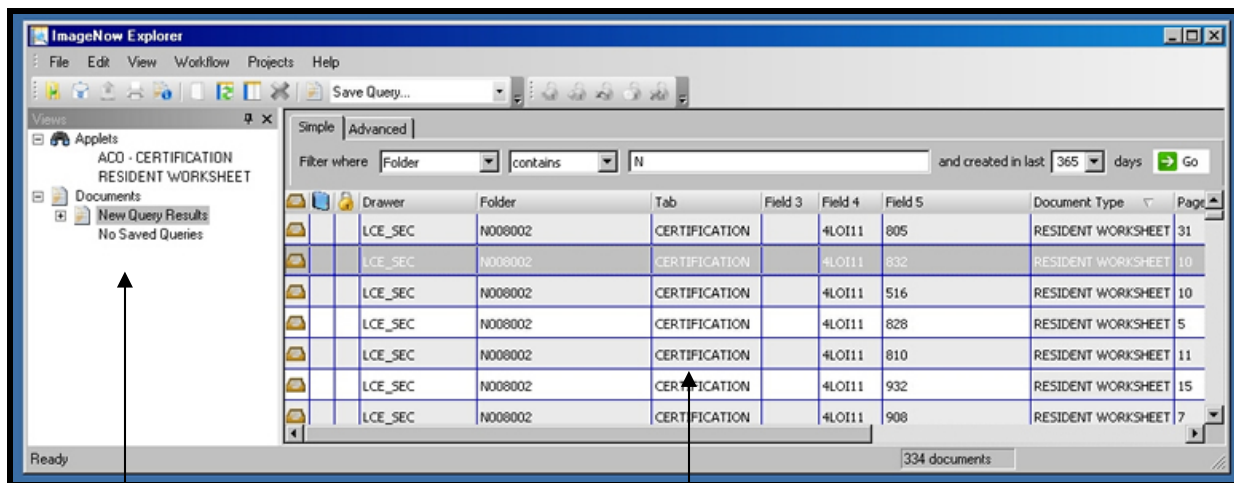 ImageNow Explorer
File Edit View Workflow Projects Help
Save Query...
Views
Applets
ACO - CERTIFICATION
RESIDENT WORKSHEET
Documents
New Query Results
No Saved Queries
Simple Advanced
Filter where Folder contains N and created in last 365 days Go
Drawer Folder Tab Field 3 Field 4 Field 5 Document Type Page
LCE_SEC N008002 CERTIFICATION 4LOI11 805 RESIDENT WORKSHEET 31
LCE_SEC N008002 CERTIFICATION 4LOI11 832 RESIDENT WORKSHEET 10
LCE_SEC N008002 CERTIFICATION 4LOI11 516 RESIDENT WORKSHEET 10
LCE_SEC N008002 CERTIFICATION 4LOI11 828 RESIDENT WORKSHEET 5
LCE_SEC N008002 CERTIFICATION 4LOI11 810 RESIDENT WORKSHEET 11
LCE_SEC N008002 CERTIFICATION 4LOI11 932 RESIDENT WORKSHEET 15
LCE_SEC N008002 CERTIFICATION 4LOI11 908 RESIDENT WORKSHEET 7
Ready 334 documents